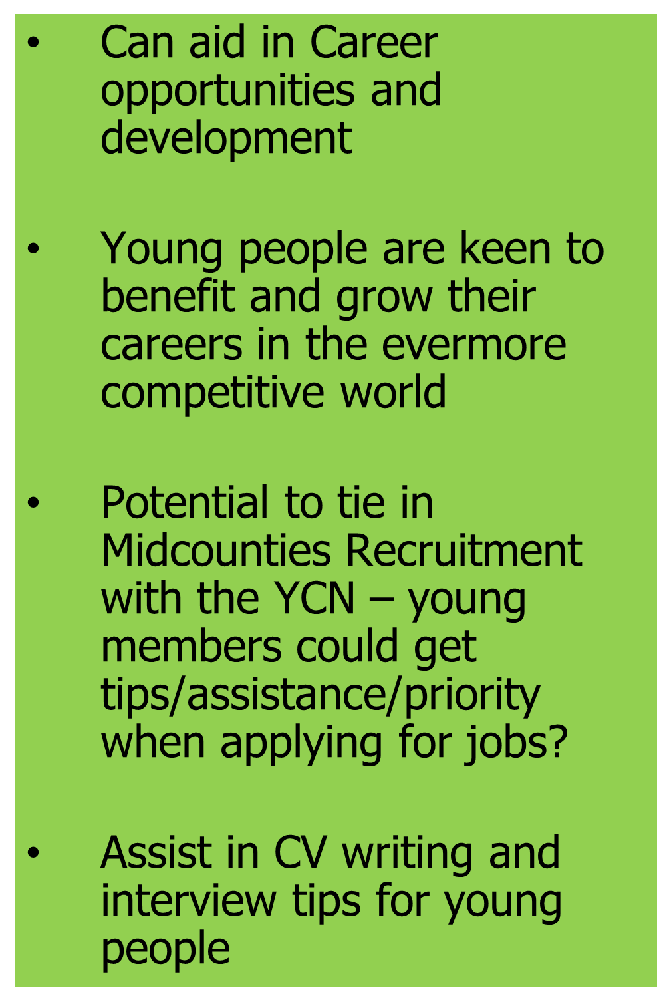 • Can aid in Career
opportunities and
development
• Young people are keen to
benefit and grow their
careers in the evermore
competitive world
• Potential to tie in
Midcounties Recruitment
with the YCN – young
members could get
tips/assistance/priority
when applying for jobs?
• Assist in CV writing and
interview tips for young
people